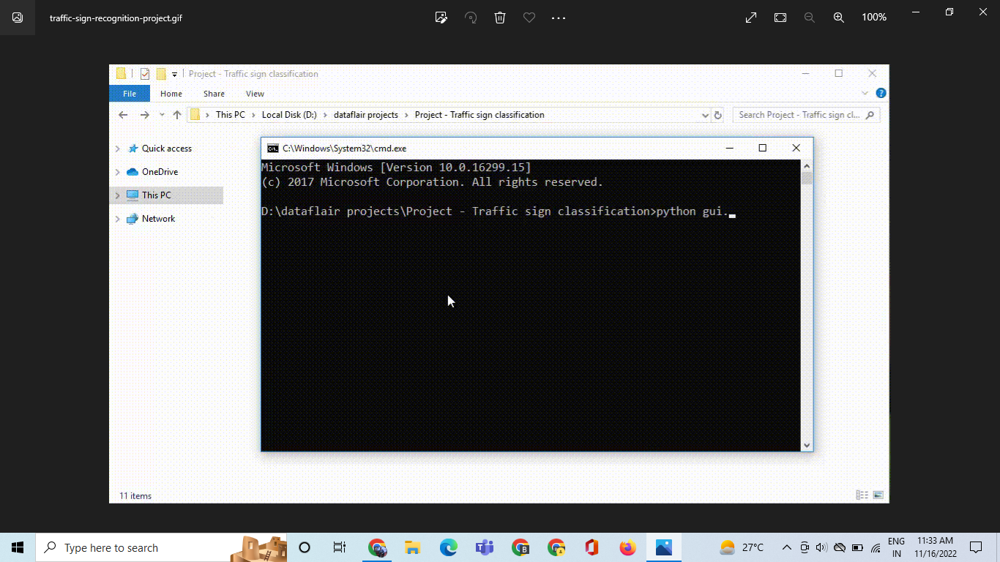 traffic-sign-recognition-project.gif
100%
Project - Traffic sign classification
File Home Share View
This PC Local Disk (D:) dataflair projects Project - Traffic sign classification
Search Project - Traffic sign cl...
Quick access
OneDrive
This PC
Network
C:\Windows\System32\cmd.exe
Microsoft Windows [Version 10.0.16299.15]
(c) 2017 Microsoft Corporation. All rights reserved.
D:\dataflair projects\Project - Traffic sign classification>python gui.
11 items
Type here to search
27°C
ENG
IN
11:33 AM
11/16/2022